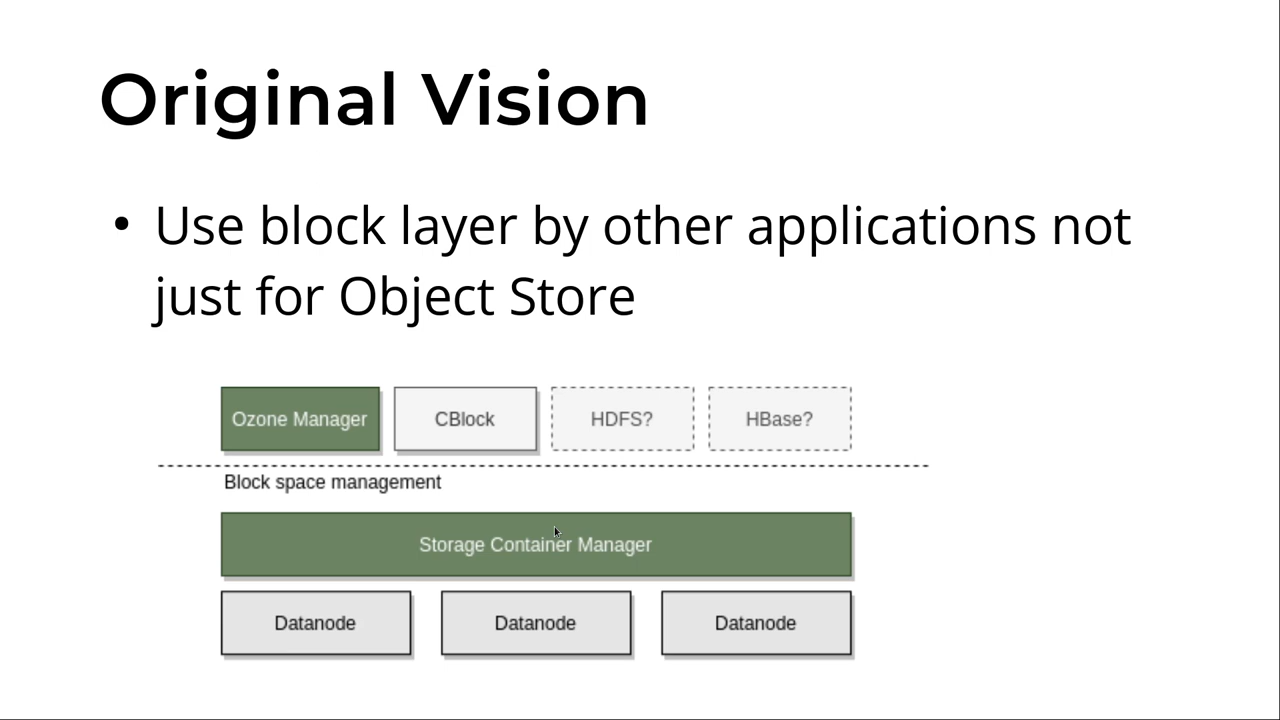 Original Vision
• Use block layer by other applications not
just for Object Store
Ozone Manager CBlock HDFS? HBase?
Block space management
Storage Container Manager
Datanode Datanode Datanode